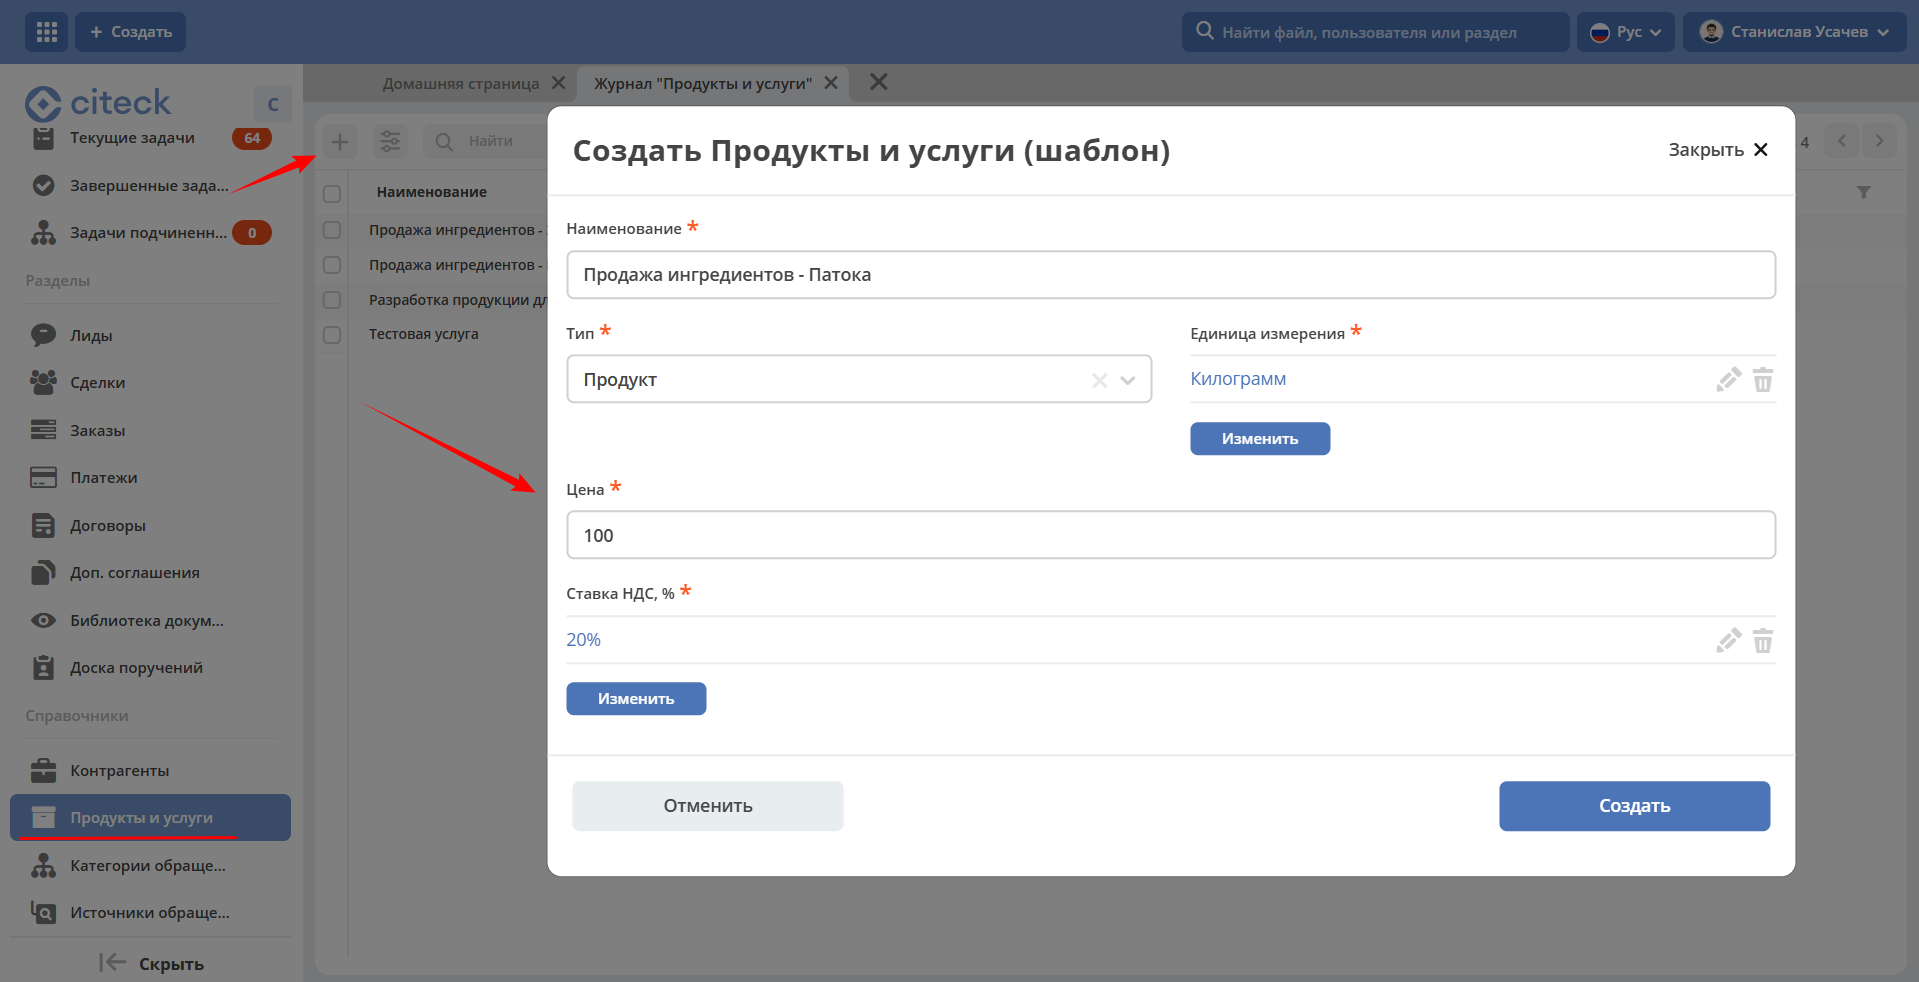 + Создать
Найти файл, пользователя или раздел
Рус
Станислав Усачев
citeck
С
Текущие задачи 64
Завершенные зада...
Задачи подчиненн... 0
Разделы
Лиды
Сделки
Заказы
Платежи
Договоры
Доп. соглашения
Библиотека докум...
Доска поручений
Справочники
Контрагенты
Продукты и услуги
Категории обраще...
Источники обраще...
Скрыть
Домашняя страница
Журнал "Продукты и услуги"
Найти
4
Наименование
Продажа ингредиентов -
Продажа ингредиентов -
Разработка продукции дл
Тестовая услуга
Создать Продукты и услуги (шаблон)
Закрыть
Наименование *
Продажа ингредиентов - Патока
Тип *
Продукт
Единица измерения *
Килограмм
Изменить
Цена *
100
Ставка НДС, % *
20%
Изменить
Отменить
Создать